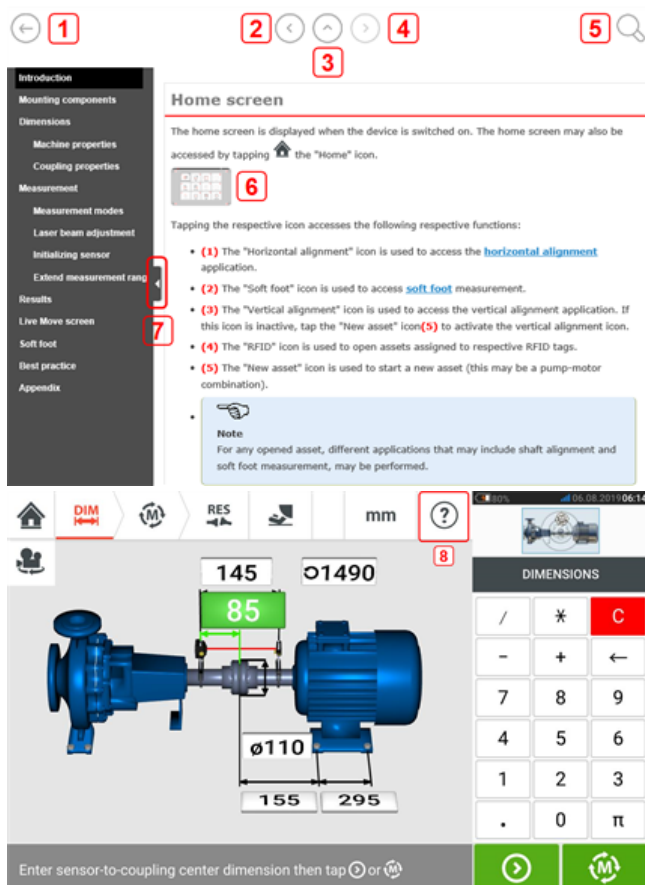 1
2
3
4
5
Introduction
Mounting components
Dimensions
Machine properties
Coupling properties
Measurement
Measurement modes
Laser beam adjustment
Initializing sensor
Extend measurement rang
Results
Live Move screen
Soft foot
Best practice
Appendix
7
Home screen
The home screen is displayed when the device is switched on. The home screen may also be
accessed by tapping the "Home" icon.
6
Tapping the respective icon accesses the following respective functions:
• (1) The "Horizontal alignment" icon is used to access the horizontal alignment
application.
• (2) The "Soft foot" icon is used to access soft foot measurement.
• (3) The "Vertical alignment" icon is used to access the vertical alignment application. If
this icon is inactive, tap the "New asset" icon(5) to activate the vertical alignment icon.
• (4) The "RFID" icon is used to open assets assigned to respective RFID tags.
• (5) The "New asset" icon is used to start a new asset (this may be a pump-motor
combination).
•
Note
For any opened asset, different applications that may include shaft alignment and
soft foot measurement, may be performed.
DIM
M
RES
mm
?
8
80%
06.08.2019 06:14
145
1490
85
ø110
155
295
DIMENSIONS
/ * C
- + ←
7 8 9
4 5 6
1 2 3
. 0 π
Enter sensor-to-coupling center dimension then tap or M
M